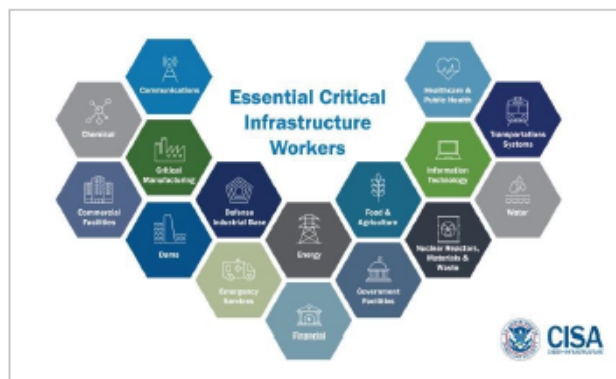 Essential Critical
Infrastructure
Workers
Communications
Healthcare &
Public Health
Chemical
Transportations
Systems
Critical
Manufacturing
Information
Technology
Commercial
Facilities
Defense
Industrial Base
Food &
Agriculture
Water
Dams
Energy
Nuclear Reactors,
Materials &
Waste
Emergency
Services
Government
Facilities
Financial
CISA